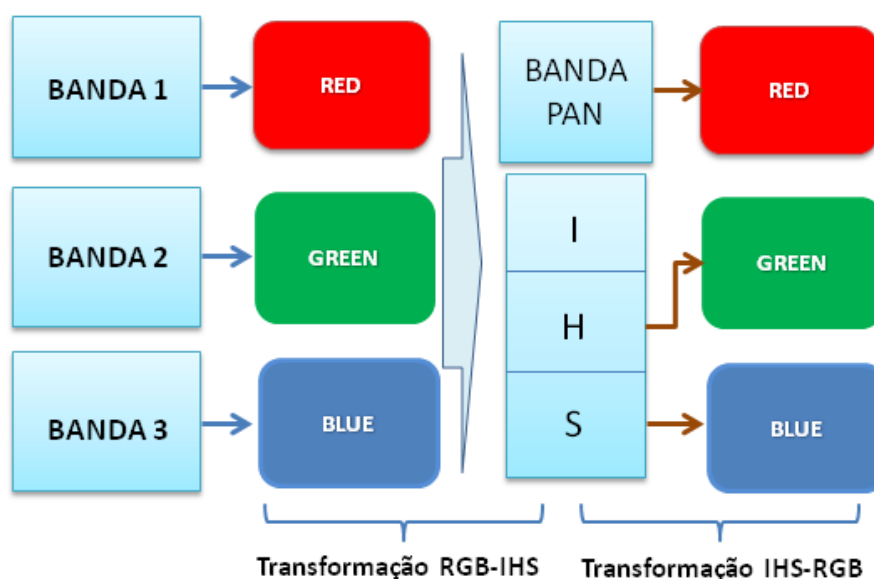 BANDA 1
RED
BANDA
PAN
RED
BANDA 2
GREEN
I
H
S
GREEN
BANDA 3
BLUE
BLUE
Transformação RGB-IHS
Transformação IHS-RGB